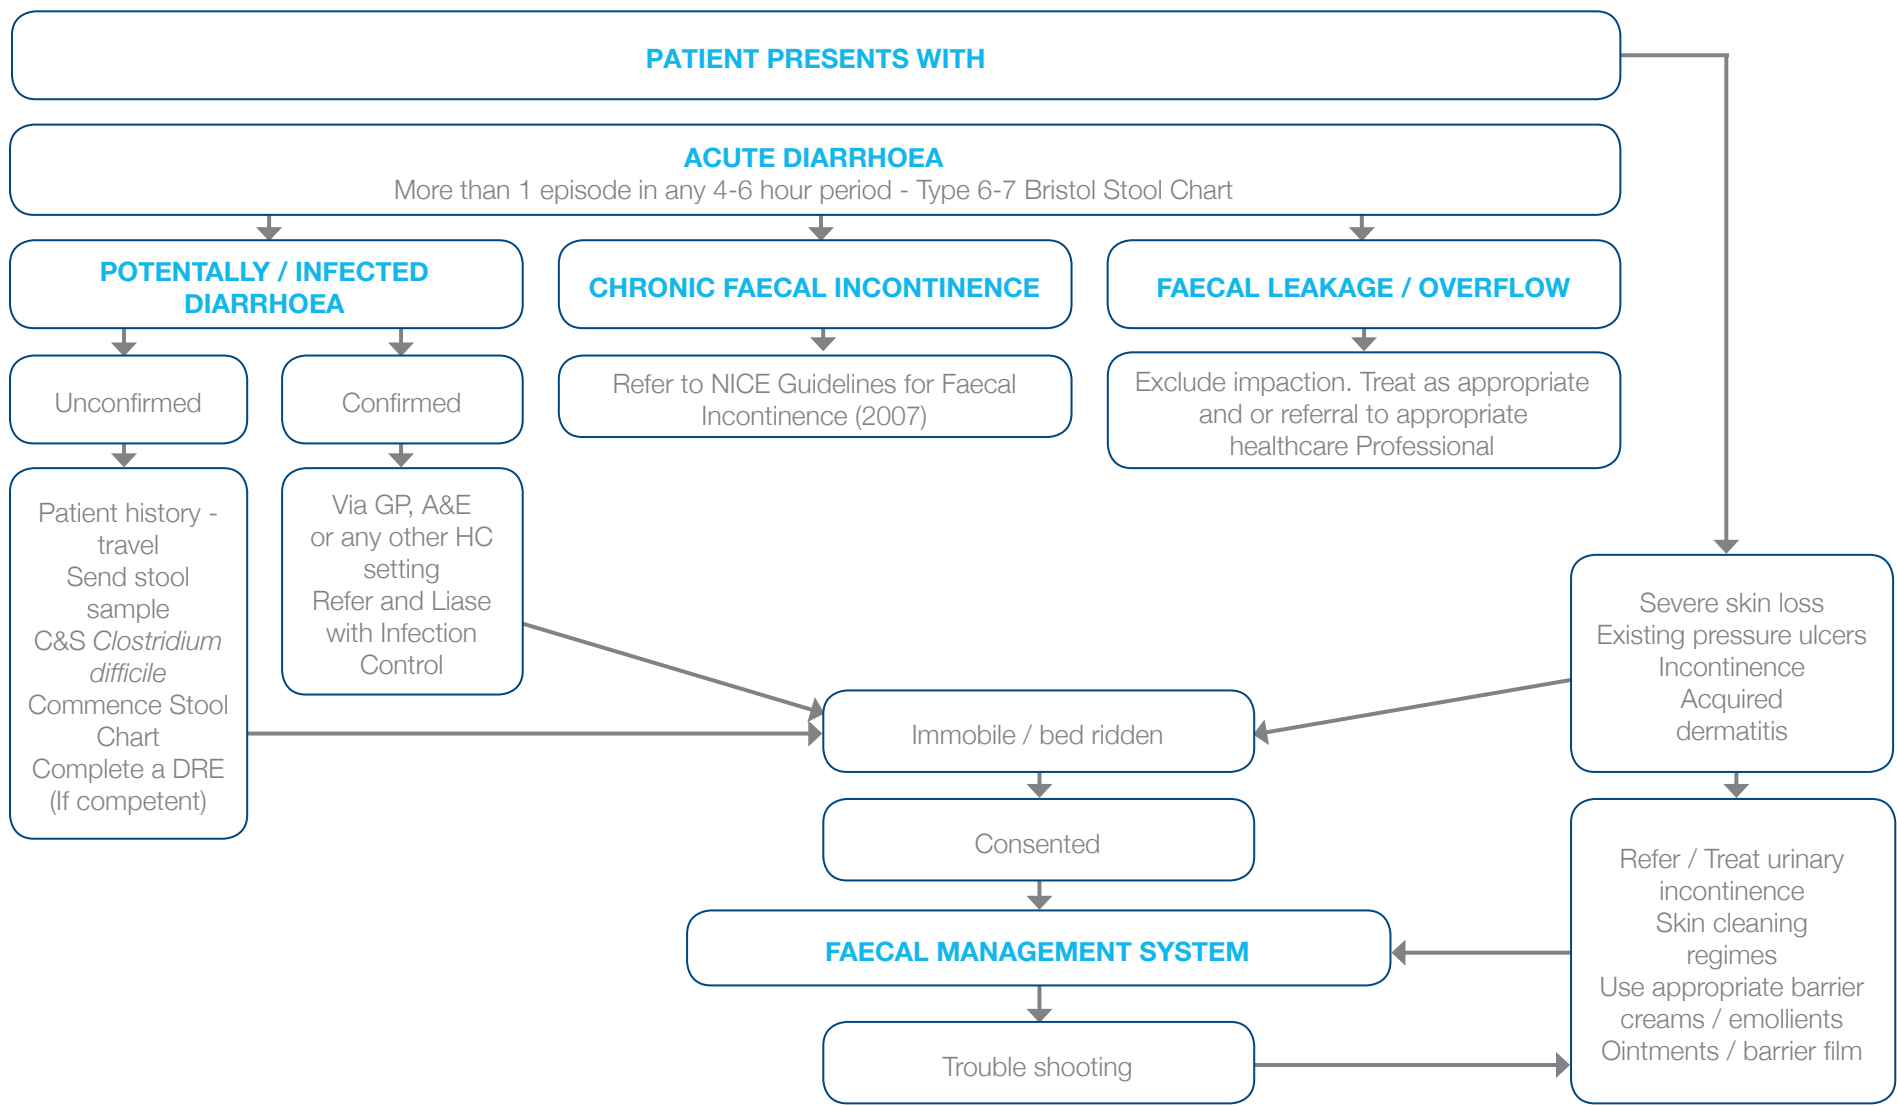 PATIENT PRESENTS WITH
ACUTE DIARRHOEA
More than 1 episode in any 4-6 hour period - Type 6-7 Bristol Stool Chart
POTENTALLY / INFECTED
DIARRHOEA
CHRONIC FAECAL INCONTINENCE
FAECAL LEAKAGE / OVERFLOW
Unconfirmed
Confirmed
Refer to NICE Guidelines for Faecal
Incontinence (2007)
Exclude impaction. Treat as appropriate
and or referral to appropriate
healthcare Professional
Patient history -
travel
Send stool
sample
C&S Clostridium
difficile
Commence Stool
Chart
Complete a DRE
(If competent)
Via GP, A&E
or any other HC
setting
Refer and Liase
with Infection
Control
Severe skin loss
Existing pressure ulcers
Incontinence
Acquired
dermatitis
Immobile / bed ridden
Consented
FAECAL MANAGEMENT SYSTEM
Trouble shooting
Refer / Treat urinary
incontinence
Skin cleaning
regimes
Use appropriate barrier
creams / emollients
Ointments / barrier film